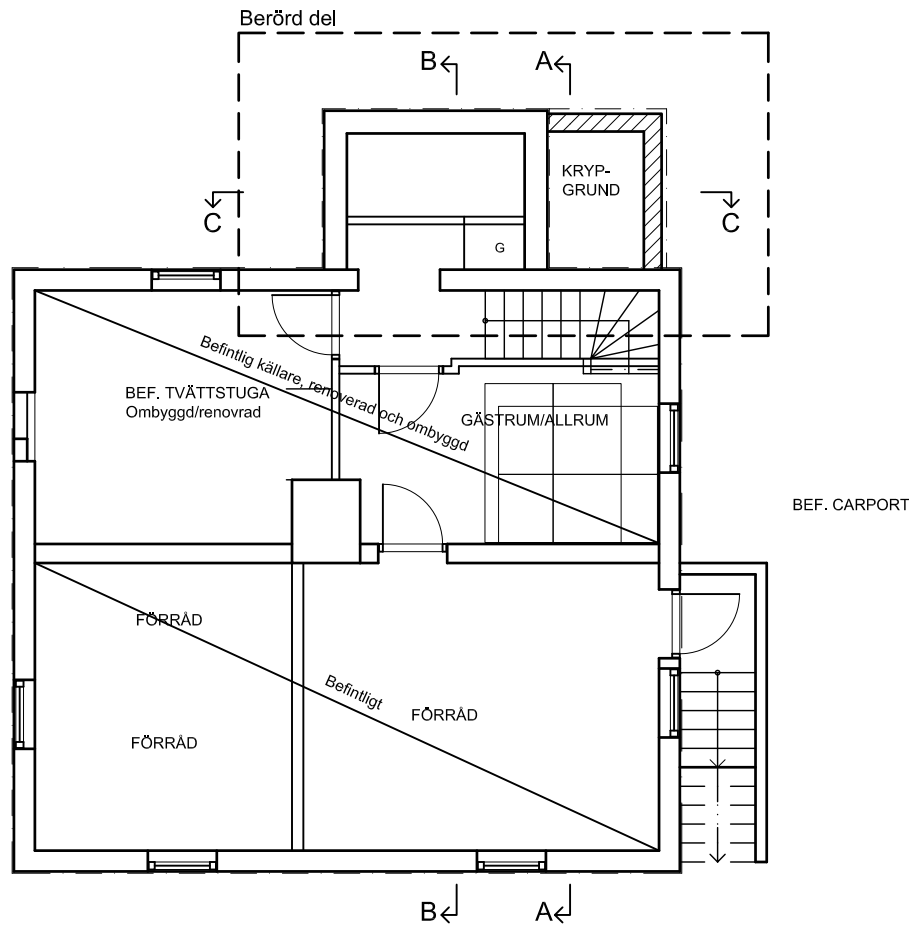 Berörd del
B
A
KRYP-
GRUND
C
C
G
Befintlig källare, renoverad och ombyggd
BEF. TVÄTTSTUGA
Ombyggd/renovrad
GÄSTRUM/ALLRUM
BEF. CARPORT
FÖRRÅD
Befintligt
FÖRRÅD
FÖRRÅD
B
A